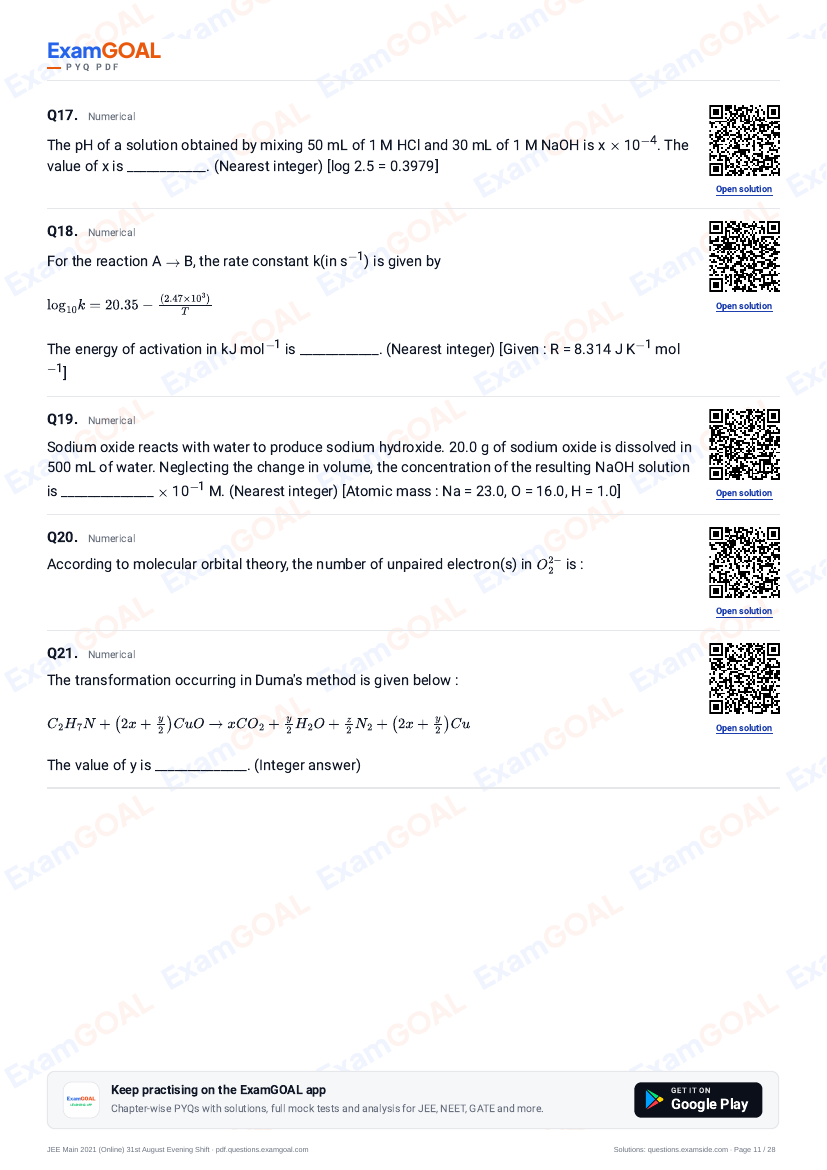 ExamGOAL
PYQ PDF
Q17. Numerical
The pH of a solution obtained by mixing 50 mL of 1 M HCl and 30 mL of 1 M NaOH is x × 10⁻⁴. The
value of x is ____________. (Nearest integer) [log 2.5 = 0.3979]
Open solution
Q18. Numerical
For the reaction A → B, the rate constant k(in s⁻¹) is given by
log₁₀k = 20.35 − (2.47×10³)/T
Open solution
The energy of activation in kJ mol⁻¹ is ____________. (Nearest integer) [Given : R = 8.314 J K⁻¹ mol
⁻¹]
Q19. Numerical
Sodium oxide reacts with water to produce sodium hydroxide. 20.0 g of sodium oxide is dissolved in
500 mL of water. Neglecting the change in volume, the concentration of the resulting NaOH solution
is ______________ × 10⁻¹ M. (Nearest integer) [Atomic mass : Na = 23.0, O = 16.0, H = 1.0]
Open solution
Q20. Numerical
According to molecular orbital theory, the number of unpaired electron(s) in O₂²⁻ is :
Open solution
Q21. Numerical
The transformation occurring in Duma's method is given below :
C₂H₇N + (2x + y/2)CuO → xCO₂ + y/2 H₂O + z/2 N₂ + (2x + y/2)Cu
Open solution
The value of y is ______________. (Integer answer)
Keep practising on the ExamGOAL app
Chapter-wise PYQs with solutions, full mock tests and analysis for JEE, NEET, GATE and more.
GET IT ON
Google Play
JEE Main 2021 (Online) 31st August Evening Shift · pdf.questions.examgoal.com
Solutions: questions.examside.com · Page 11 / 28